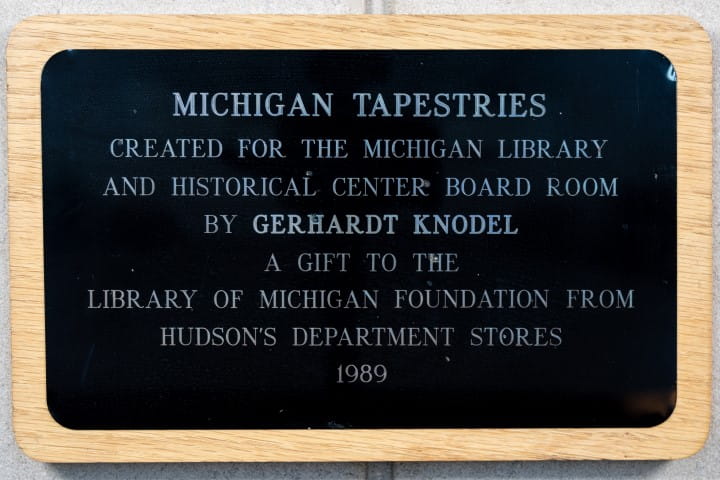 MICHIGAN TAPESTRIES
CREATED FOR THE MICHIGAN LIBRARY
AND HISTORICAL CENTER BOARD ROOM
BY GERHARDT KNODEL
A GIFT TO THE
LIBRARY OF MICHIGAN FOUNDATION FROM
HUDSON'S DEPARTMENT STORES
1989